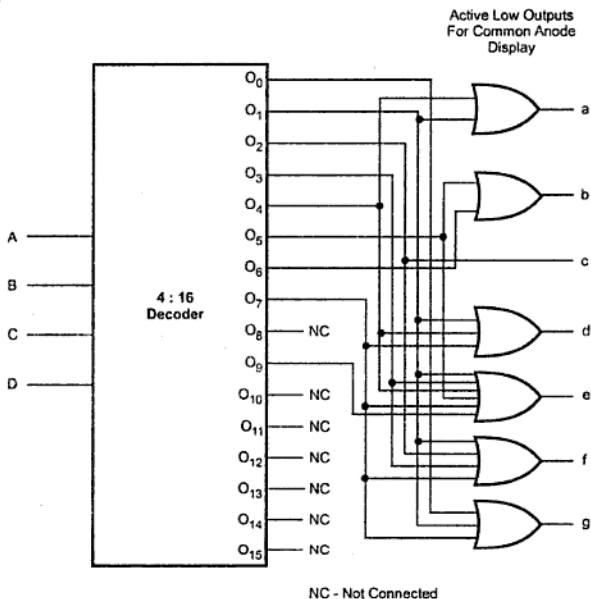 Active Low Outputs
For Common Anode
Display
O0
O1
a
O2
O3
b
O4
A
O5
c
O6
B
4 : 16
Decoder
O7
C
O8
NC
d
D
O9
O10
NC
e
O11
NC
O12
NC
f
O13
NC
O14
NC
g
O15
NC
NC - Not Connected